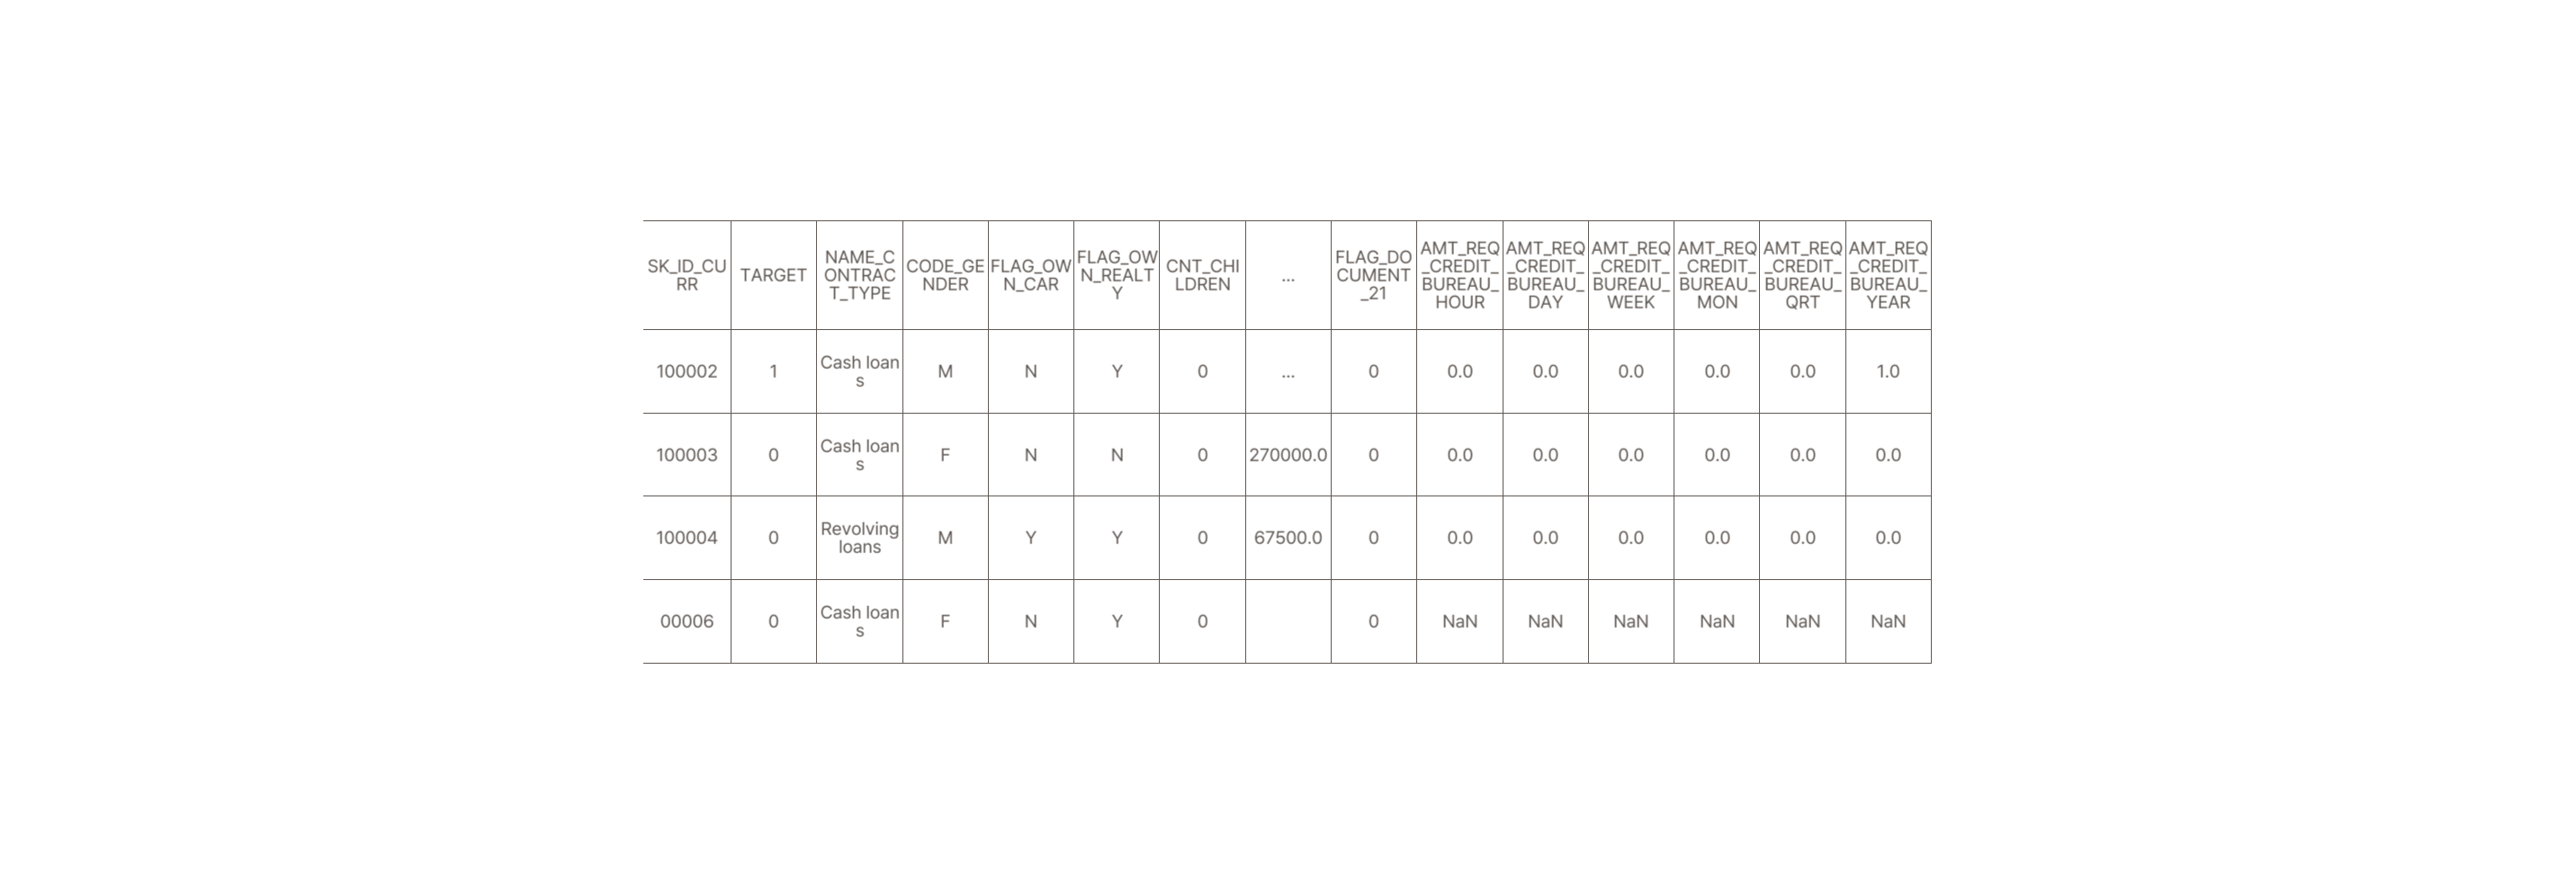 SK_ID_CU
RR
TARGET
NAME_C
ONTRAC
T_TYPE
CODE_GE
NDER
FLAG_OW
N_CAR
FLAG_OW
N_REALT
Y
CNT_CHI
LDREN
...
FLAG_DO
CUMENT
_21
AMT_REQ
_CREDIT_
BUREAU_
HOUR
AMT_REQ
_CREDIT_
BUREAU_
DAY
AMT_REQ
_CREDIT_
BUREAU_
WEEK
AMT_REQ
_CREDIT_
BUREAU_
MON
AMT_REQ
_CREDIT_
BUREAU_
QRT
AMT_REQ
_CREDIT_
BUREAU_
YEAR
100002
1
Cash loan
s
M
N
Y
0
...
0
0.0
0.0
0.0
0.0
0.0
1.0
100003
0
Cash loan
s
F
N
N
0
270000.0
0
0.0
0.0
0.0
0.0
0.0
0.0
100004
0
Revolving
loans
M
Y
Y
0
67500.0
0
0.0
0.0
0.0
0.0
0.0
0.0
00006
0
Cash loan
s
F
N
Y
0
0
NaN
NaN
NaN
NaN
NaN
NaN